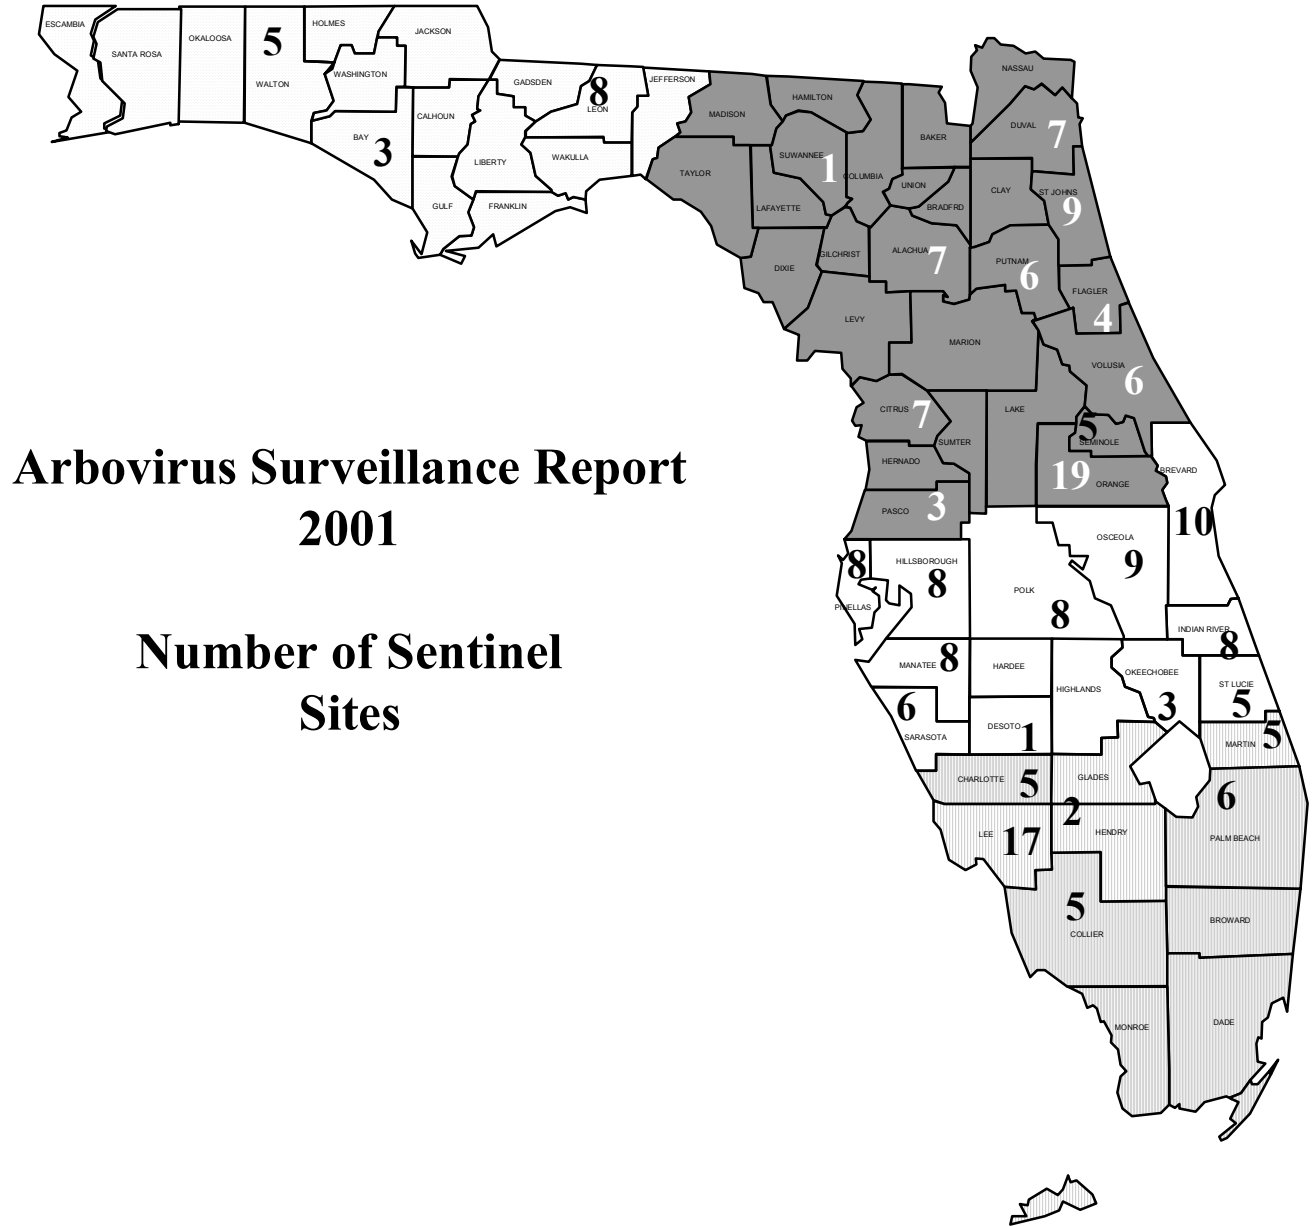 ESCAMBIA
SANTA ROSA
OKALOOSA
5
WALTON
HOLMES
WASHINGTON
JACKSON
BAY
3
CALHOUN
GULF
LIBERTY
GADSDEN
8
LEON
WAKULLA
FRANKLIN
JEFFERSON
MADISON
TAYLOR
HAMILTON
SUWANNEE
1
LAFAYETTE
DIXIE
COLUMBIA
GILCHRIST
BAKER
UNION
BRADFRD
ALACHUA
7
NASSAU
DUVAL
7
CLAY
ST JOHNS
9
PUTNAM
6
FLAGLER
4
LEVY
MARION
VOLUSIA
6
CITRUS
7
SUMTER
LAKE
5
SEMINOLE
HERNADO
19
ORANGE
PASCO
3
BREVARD
10
Arbovirus Surveillance Report
2001
Number of Sentinel
Sites
8
PINELLAS
HILLSBOROUGH
8
POLK
8
OSCEOLA
9
INDIAN RIVER
8
MANATEE
8
HARDEE
HIGHLANDS
OKEECHOBEE
3
ST LUCIE
5
6
SARASOTA
DESOTO
1
MARTIN
5
CHARLOTTE
5
GLADES
2
HENDRY
LEE
17
6
PALM BEACH
5
COLLIER
BROWARD
MONROE
DADE